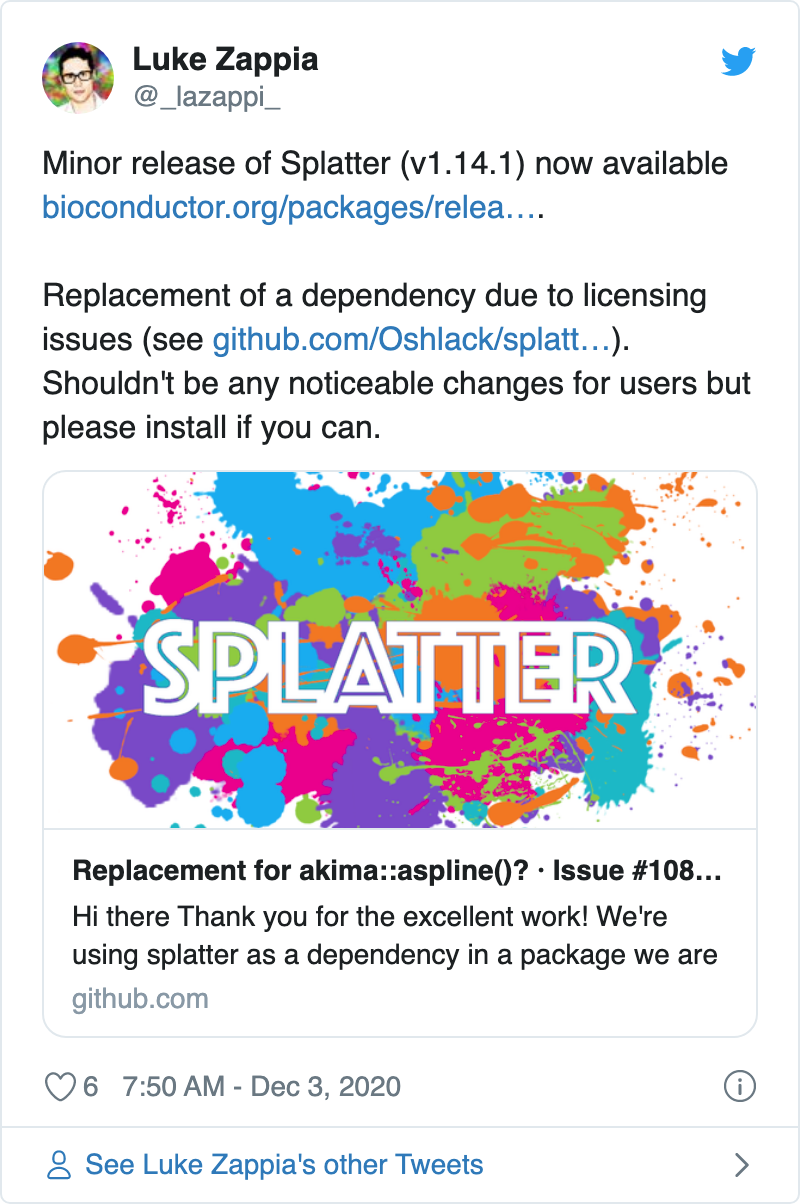 Luke Zappia
@_lazappi_
Minor release of Splatter (v1.14.1) now available
bioconductor.org/packages/relea….
Replacement of a dependency due to licensing
issues (see github.com/Oshlack/splatt…).
Shouldn't be any noticeable changes for users but
please install if you can.
SPLATTER
Replacement for akima::aspline()? · Issue #108…
Hi there Thank you for the excellent work! We're
using splatter as a dependency in a package we are
github.com
6 7:50 AM - Dec 3, 2020
See Luke Zappia's other Tweets